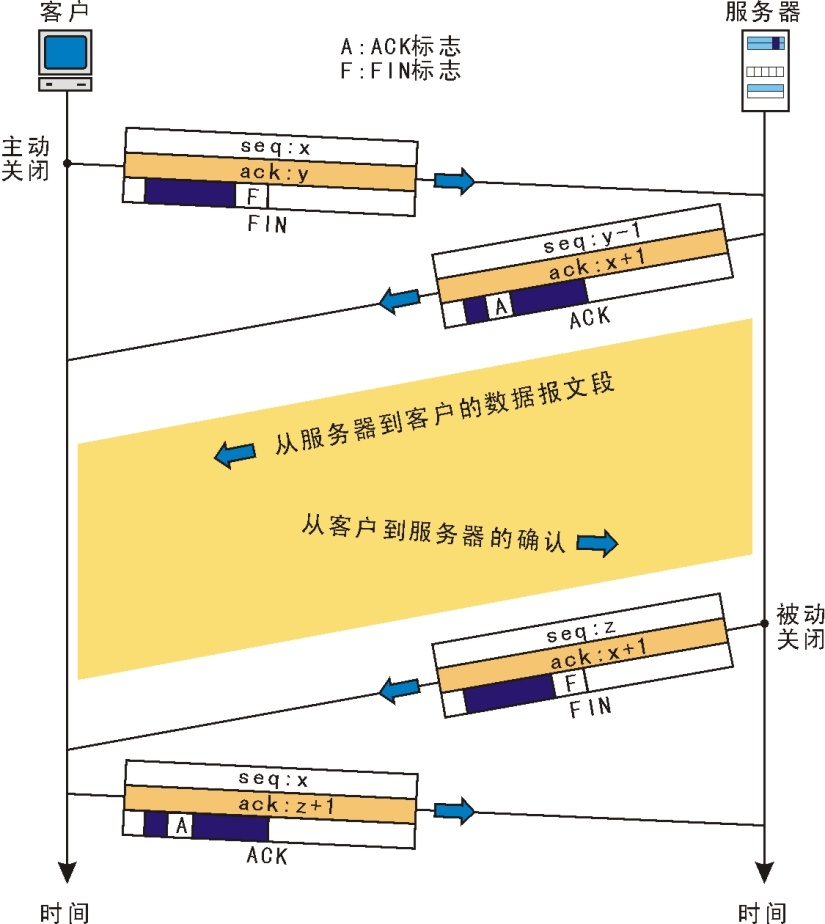 客户
服务器
A:ACK标志
F:FIN标志
主动
关闭
seq:x
ack:y
F
FIN
seq:y-1
ack:x+1
A
ACK
从服务器到客户的数据报文段
从客户到服务器的确认
被动
关闭
seq:z
ack:x+1
F
FIN
seq:x
ack:z+1
A
ACK
时间
时间